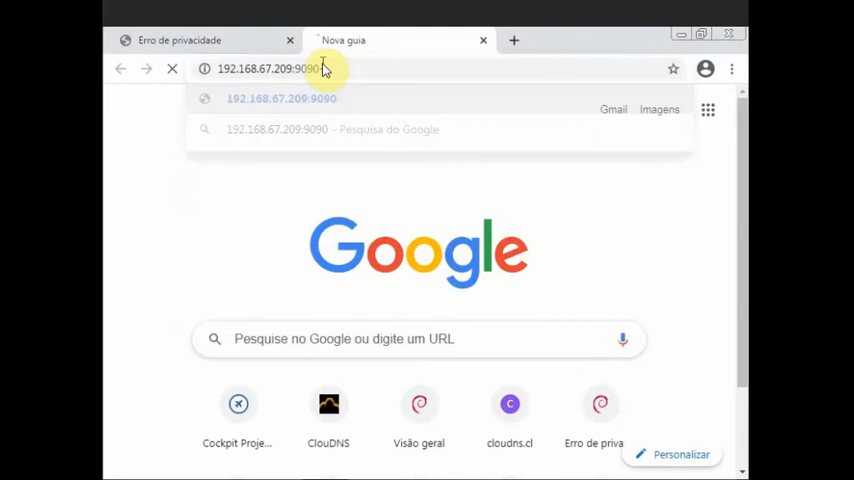 Erro de privacidade
Nova guia
192.168.67.209:9090
192.168.67.209:9090
192.168.67.209:9090 - Pesquisa do Google
Gmail Imagens
Google
Pesquise no Google ou digite um URL
Cockpit Proje... ClouDNS Visão geral cloudns.cl Erro de priva
Personalizar